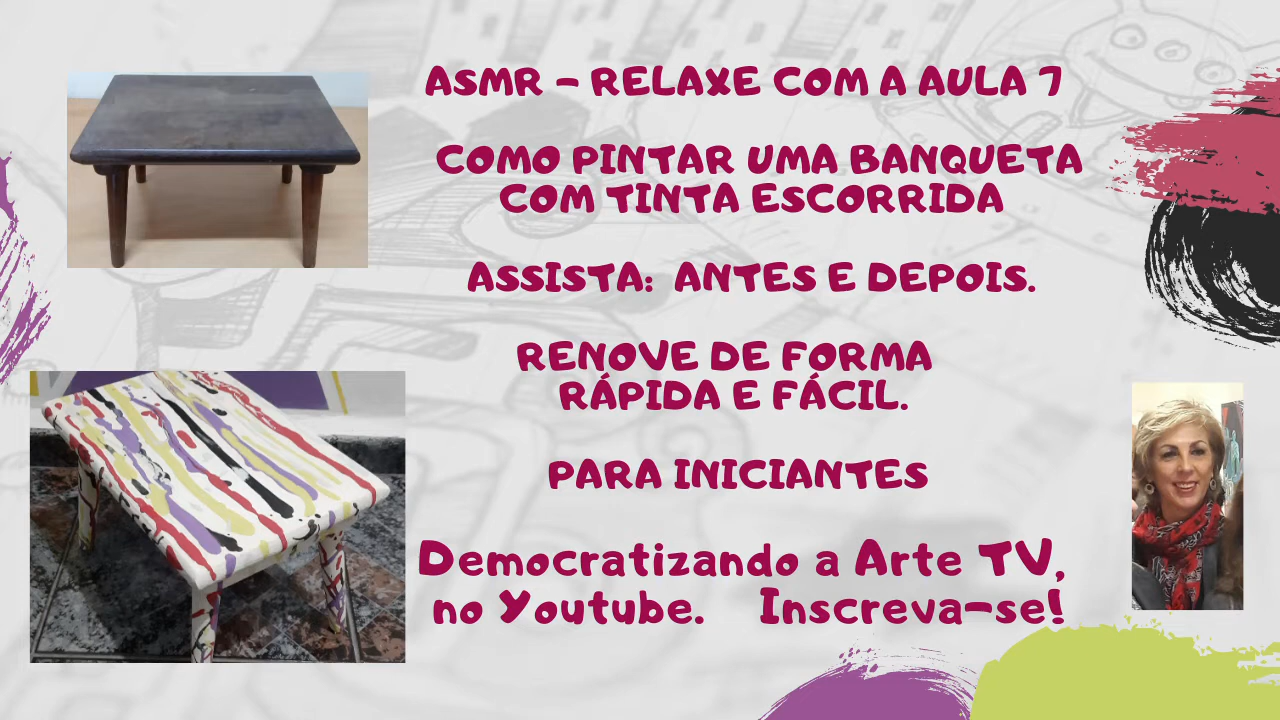 ASMR - RELAXE COM A AULA 7
COMO PINTAR UMA BANQUETA
COM TINTA ESCORRIDA
ASSISTA: ANTES E DEPOIS.
RENOVE DE FORMA
RÁPIDA E FÁCIL.
PARA INICIANTES
Democratizando a Arte TV,
no Youtube. Inscreva-se!